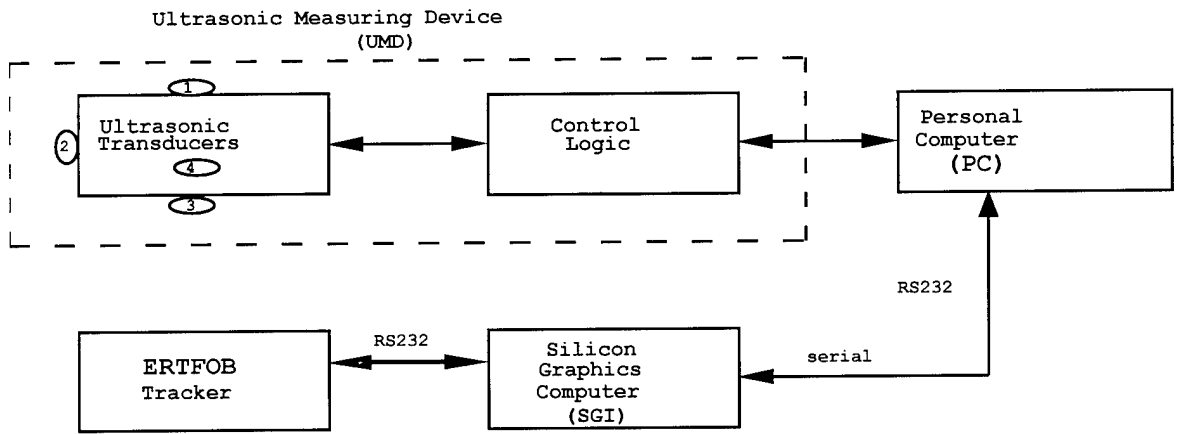 Ultrasonic Measuring Device
(UMD)
1
Ultrasonic
Transducers
2
4
3
Control
Logic
Personal
Computer
(PC)
RS232
serial
ERTFOB
Tracker
RS232
Silicon
Graphics
Computer
(SGI)